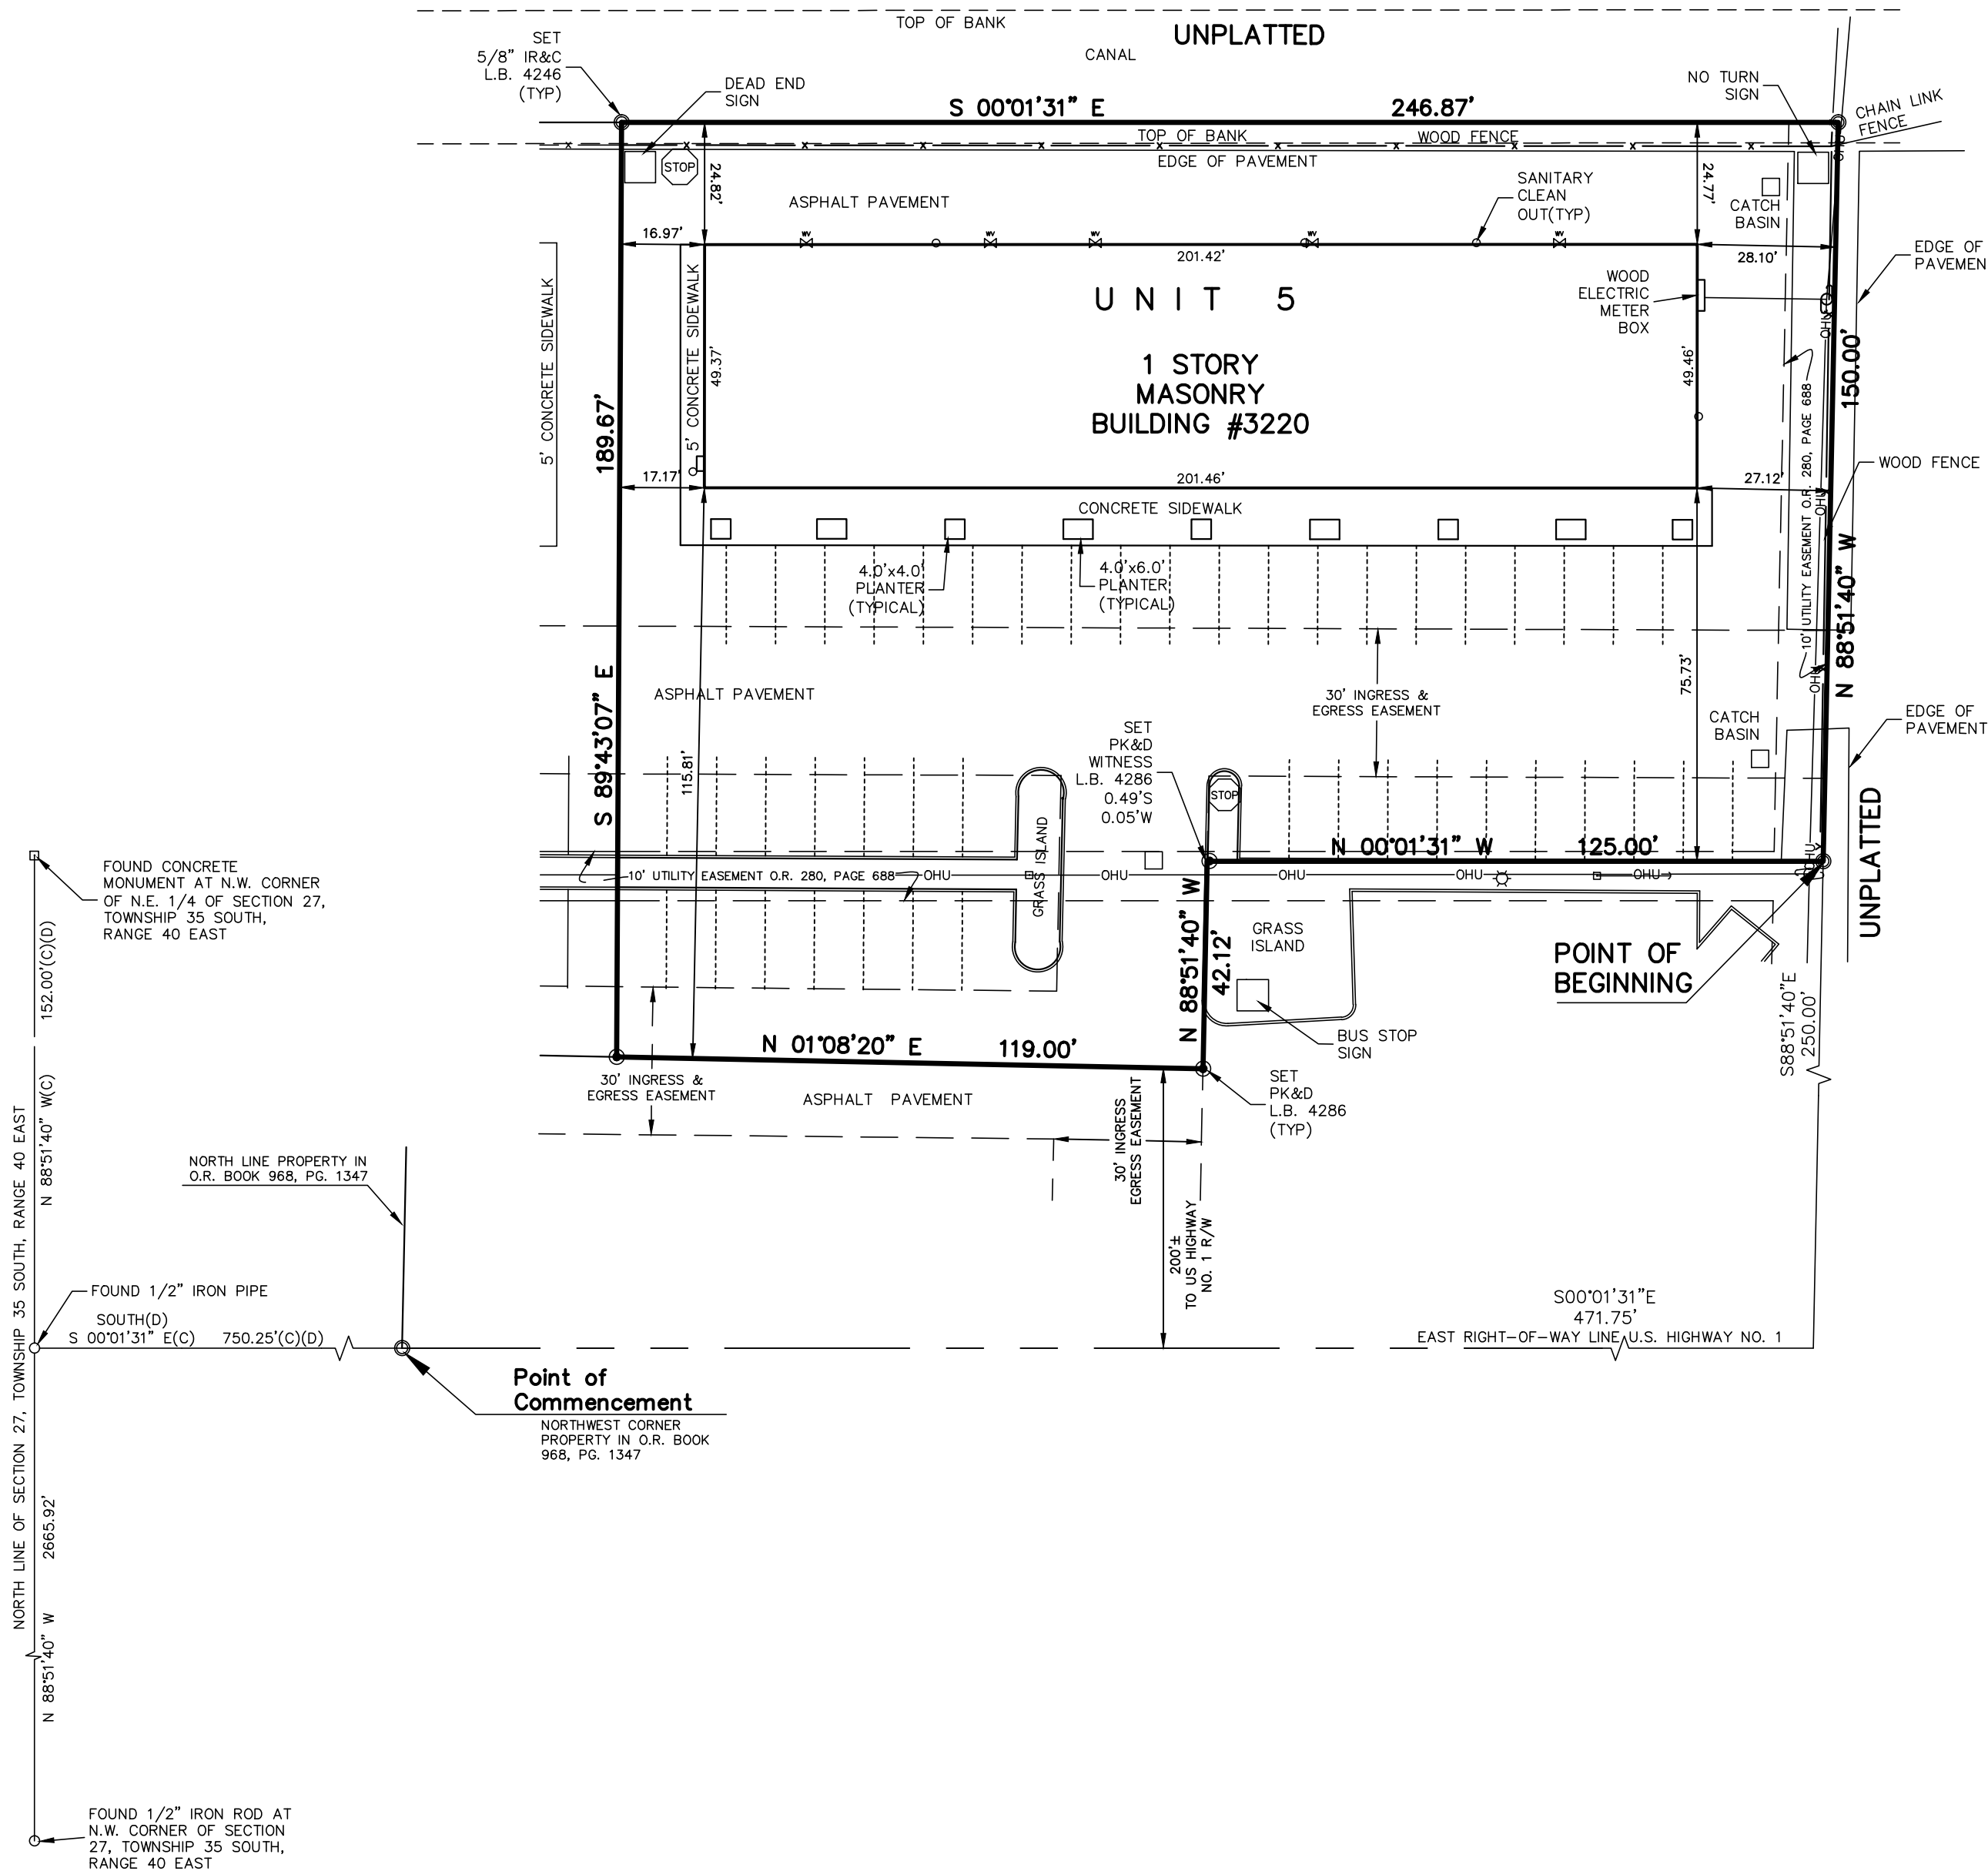 TOP OF BANK
UNPLATTED
CANAL
SET
5/8" IR&C
L.B. 4246
(TYP)
DEAD END
SIGN
S 00°01'31" E
246.87'
NO TURN
SIGN
CHAIN LINK
FENCE
TOP OF BANK
WOOD FENCE
EDGE OF PAVEMENT
STOP
24.82'
24.77'
ASPHALT PAVEMENT
SANITARY
CLEAN
OUT(TYP)
CATCH
BASIN
16.97'
WV
WV
WV
WV
WV
201.42'
28.10'
EDGE OF
PAVEMEN
5' CONCRETE SIDEWALK
5' CONCRETE SIDEWALK
UNIT 5
WOOD
ELECTRIC
METER
BOX
OHU
OHU
49.37'
1 STORY
MASONRY
BUILDING #3220
49.46'
150.00'
189.67'
17.17'
201.46'
27.12'
10' UTILITY EASEMENT O.R. 280, PAGE 688
WOOD FENCE
OHU
CONCRETE SIDEWALK
4.0'x4.0'
PLANTER
(TYPICAL)
4.0'x6.0'
PLANTER
(TYPICAL)
N 88°51'40" W
S 89°43'07" E
ASPHALT PAVEMENT
30' INGRESS &
EGRESS EASEMENT
75.73'
OHU
CATCH
BASIN
EDGE OF
PAVEMENT
115.81'
SET
PK&D
WITNESS
L.B. 4286
0.49'S
0.05'W
STOP
GRASS ISLAND
N 00°01'31" W
125.00'
OHU
UNPLATTED
10' UTILITY EASEMENT O.R. 280, PAGE 688
OHU
OHU
OHU
OHU
OHU
FOUND CONCRETE
MONUMENT AT N.W. CORNER
OF N.E. 1/4 OF SECTION 27,
TOWNSHIP 35 SOUTH,
RANGE 40 EAST
152.00'(C)(D)
N 88°51'40" W
42.12'
GRASS
ISLAND
POINT OF
BEGINNING
S88°51'40"E
250.00'
BUS STOP
SIGN
N 01°08'20" E
119.00'
30' INGRESS &
EGRESS EASEMENT
ASPHALT PAVEMENT
SET
PK&D
L.B. 4286
(TYP)
30' INGRESS
EGRESS EASEMENT
N 88°51'40" W(C)
NORTH LINE OF SECTION 27, TOWNSHIP 35 SOUTH, RANGE 40 EAST
NORTH LINE PROPERTY IN
O.R. BOOK 968, PG. 1347
200'±
TO US HIGHWAY
NO. 1 R/W
FOUND 1/2" IRON PIPE
SOUTH(D)
S 00°01'31" E(C)
750.25'(C)(D)
S00°01'31"E
471.75'
EAST RIGHT-OF-WAY LINE U.S. HIGHWAY NO. 1
Point of
Commencement
NORTHWEST CORNER
PROPERTY IN O.R. BOOK
968, PG. 1347
2665.92'
N 88°51'40" W
FOUND 1/2" IRON ROD AT
N.W. CORNER OF SECTION
27, TOWNSHIP 35 SOUTH,
RANGE 40 EAST